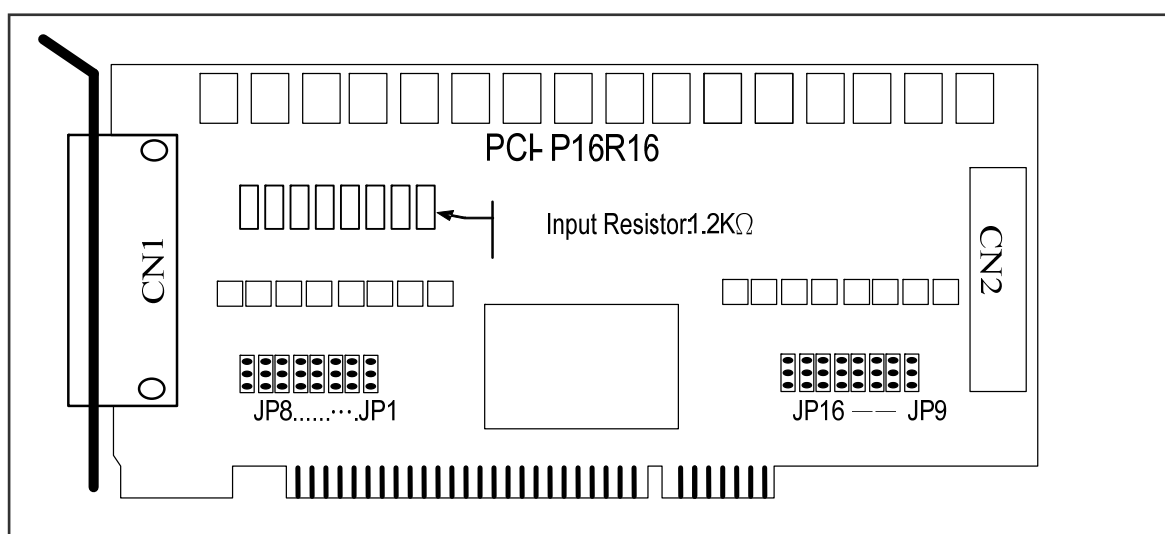 PCI- P16R16
Input Resistor:1.2KΩ
CN1
CN2
JP8.........JP1
JP16 —— JP9